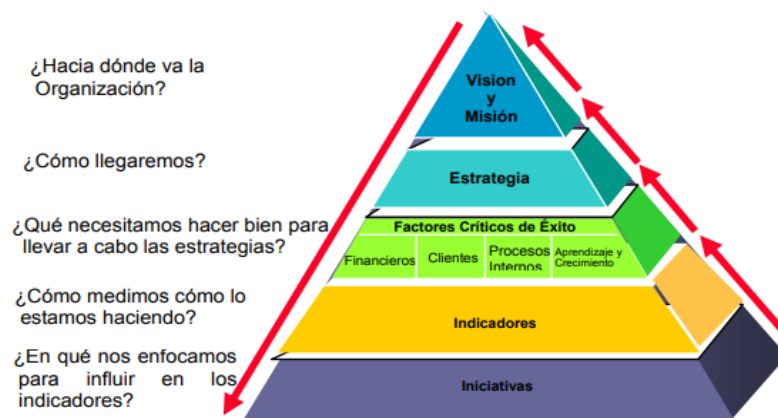 ¿Hacia dónde va la
Organización?
Vision
y
Misión
¿Cómo llegaremos?
Estrategia
¿Qué necesitamos hacer bien para
llevar a cabo las estrategias?
Factores Críticos de Éxito
Financieros
Clientes
Procesos
Internos
Aprendizaje y
Crecimiento
¿Cómo medimos cómo lo
estamos haciendo?
Indicadores
¿En qué nos enfocamos
para influir en los
indicadores?
Iniciativas